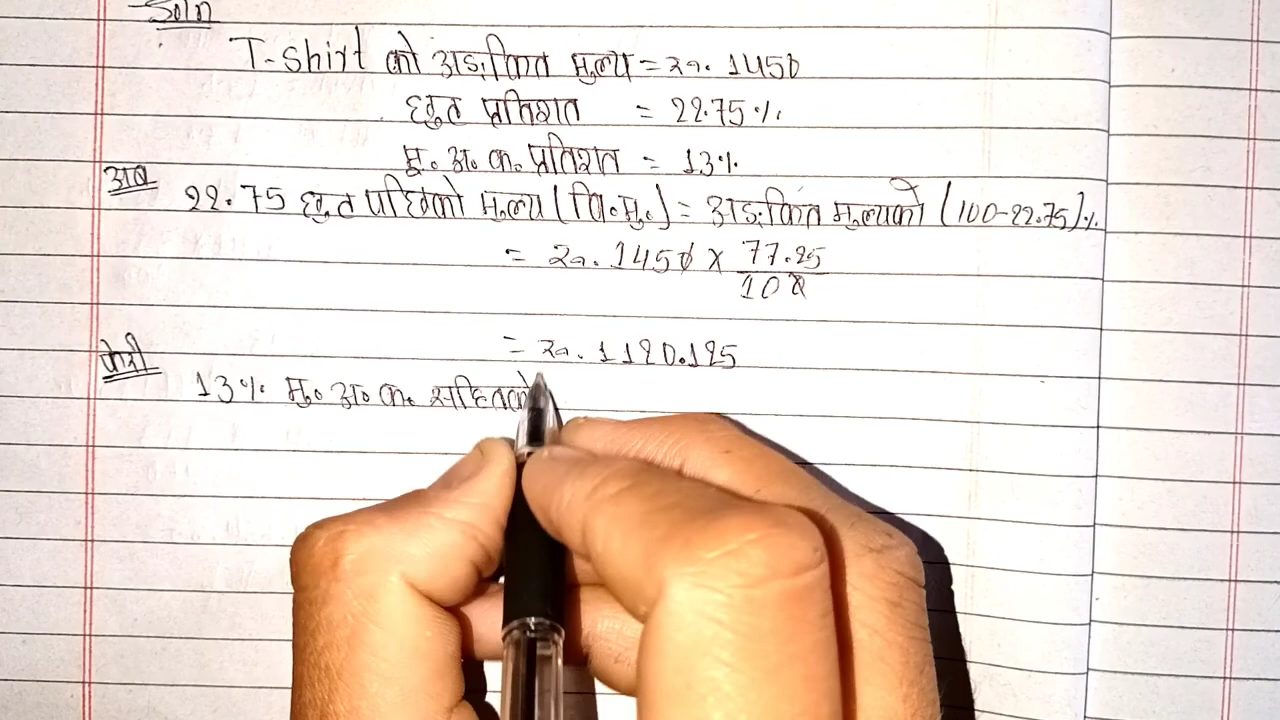 Soln
T-shirt को अङ्कित मूल्य = रू. 1450
छुट प्रतिशत = 22.75%
मू. अ. क. प्रतिशत = 13%
अब
22.75 छुट पछिको मूल्य (वि.मू.) = अङ्कित मूल्यको (100-22.75)%
= रू. 1450 × 77.25/100
= रू. 1120.125
फेरी
13% मू. अ. क. सहितको